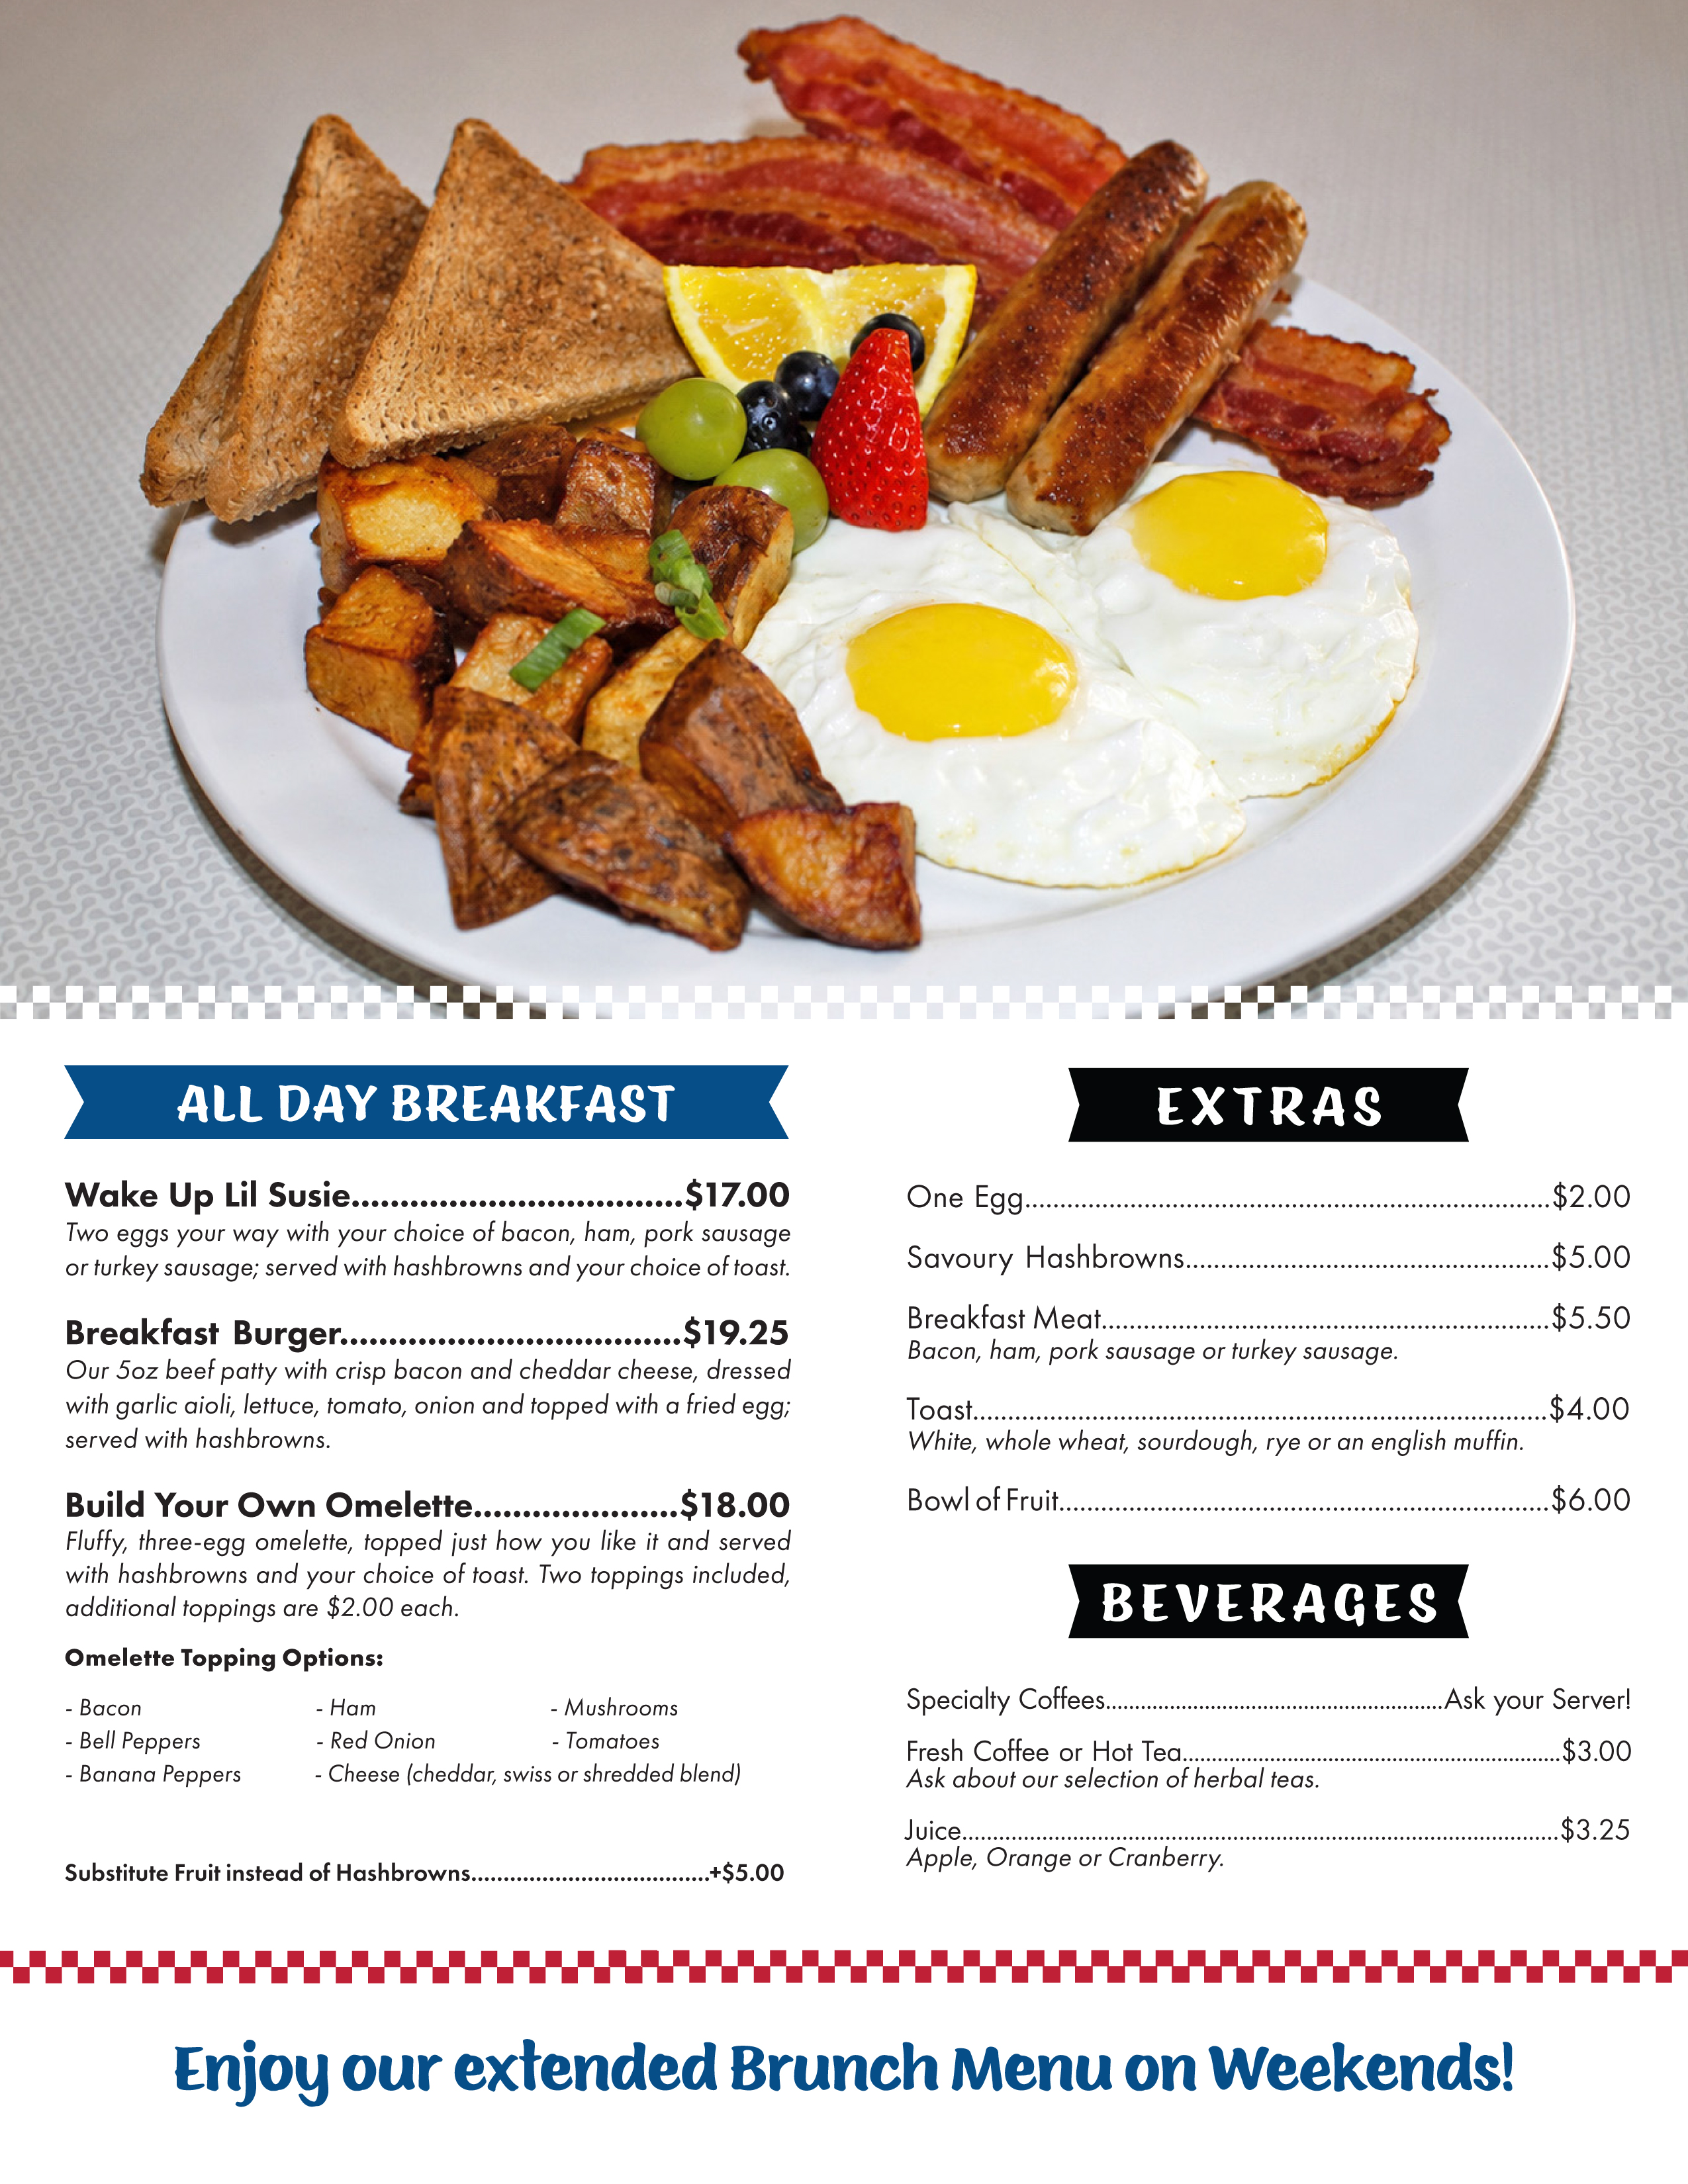 ALL DAY BREAKFAST
Wake Up Lil Susie..................................$17.00
Two eggs your way with your choice of bacon, ham, pork sausage
or turkey sausage; served with hashbrowns and your choice of toast.
Breakfast Burger...................................$19.25
Our 5oz beef patty with crisp bacon and cheddar cheese, dressed
with garlic aioli, lettuce, tomato, onion and topped with a fried egg;
served with hashbrowns.
Build Your Own Omelette.....................$18.00
Fluffy, three-egg omelette, topped just how you like it and served
with hashbrowns and your choice of toast. Two toppings included,
additional toppings are $2.00 each.
Omelette Topping Options:
- Bacon - Ham - Mushrooms
- Bell Peppers - Red Onion - Tomatoes
- Banana Peppers - Cheese (cheddar, swiss or shredded blend)
Substitute Fruit instead of Hashbrowns.....................................+$5.00
EXTRAS
One Egg...........................................................................$2.00
Savoury Hashbrowns....................................................$5.00
Breakfast Meat................................................................$5.50
Bacon, ham, pork sausage or turkey sausage.
Toast..................................................................................$4.00
White, whole wheat, sourdough, rye or an english muffin.
Bowl of Fruit......................................................................$6.00
BEVERAGES
Specialty Coffees....................................................Ask your Server!
Fresh Coffee or Hot Tea..........................................................$3.00
Ask about our selection of herbal teas.
Juice............................................................................................$3.25
Apple, Orange or Cranberry.
Enjoy our extended Brunch Menu on Weekends!